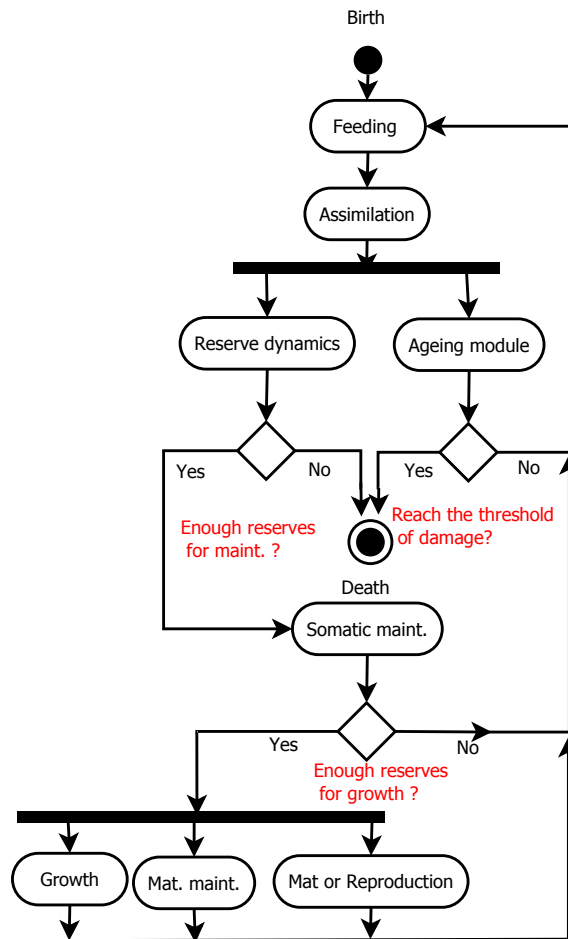 Birth
Feeding
Assimilation
Reserve dynamics
Ageing module
Yes
No
Yes
No
Enough reserves
for maint. ?
Reach the threshold
of damage?
Death
Somatic maint.
Yes
No
Enough reserves
for growth ?
Growth
Mat. maint.
Mat or Reproduction